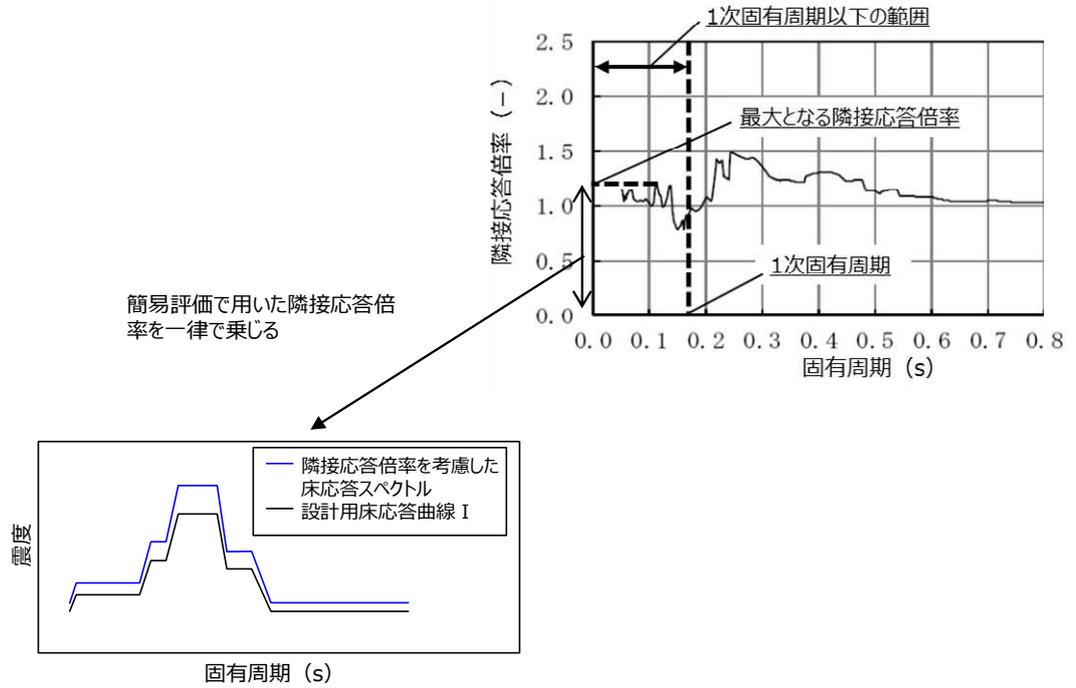 1次固有周期以下の範囲
2.5
2.0
1.5
1.0
0.5
0.0
隣接応答倍率（－）
最大となる隣接応答倍率
1次固有周期
0.0 0.1 0.2 0.3 0.4 0.5 0.6 0.7 0.8
固有周期（s）
簡易評価で用いた隣接応答倍
率を一律で乗じる
隣接応答倍率を考慮した
床応答スペクトル
設計用床応答曲線Ⅰ
震度
固有周期（s）